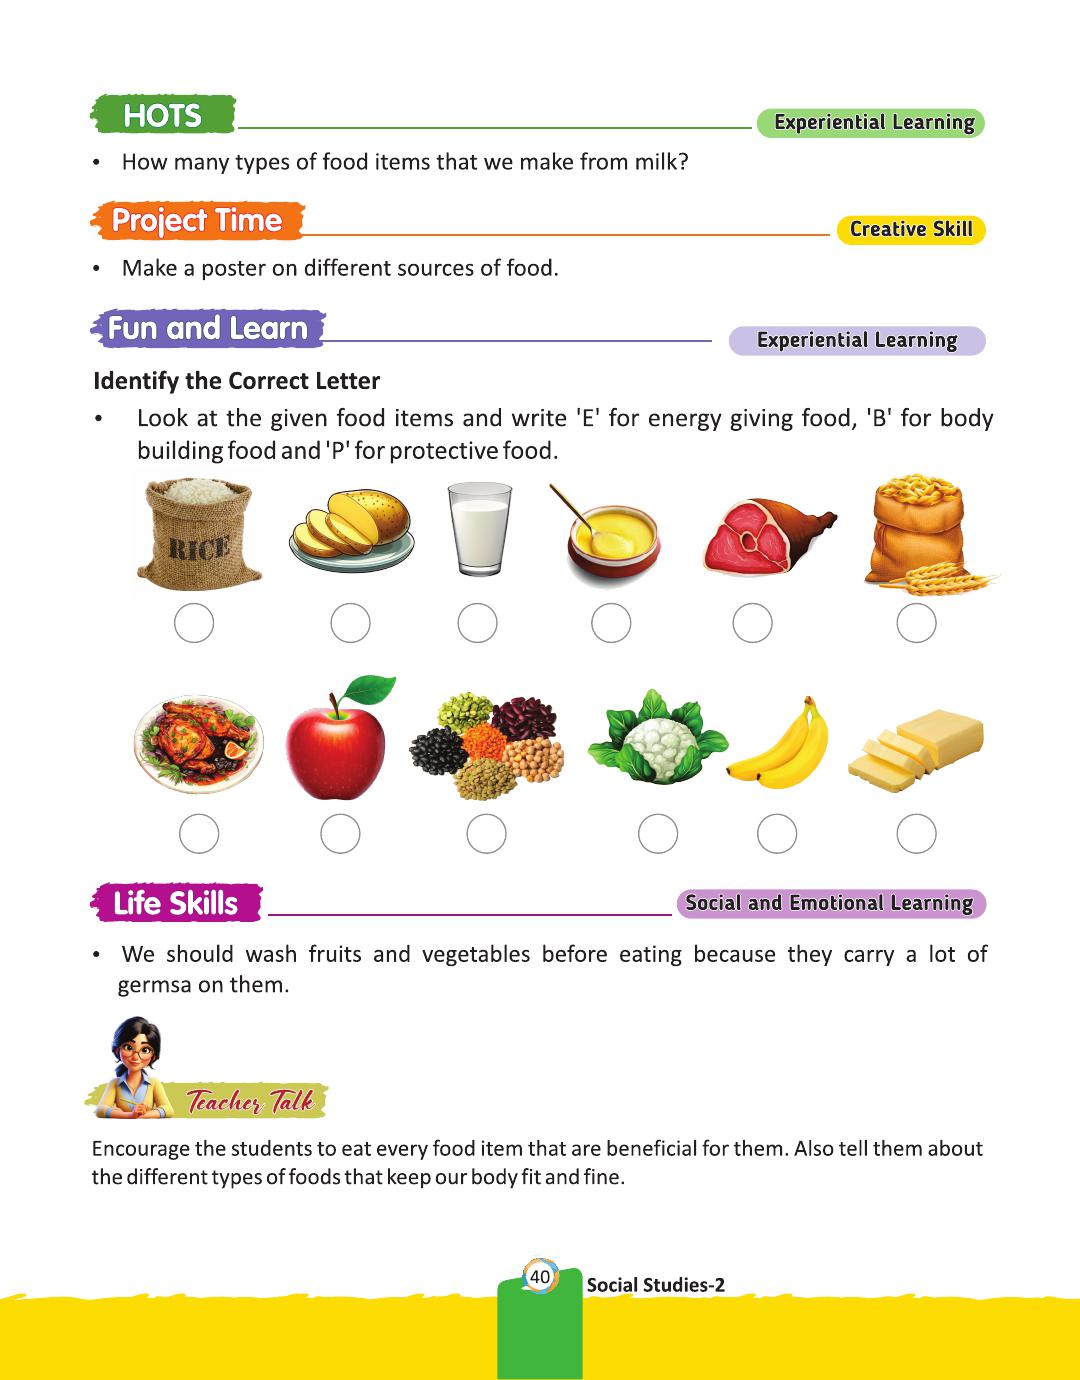 HOTS
Experiential Learning
• How many types of food items that we make from milk?
Project Time
Creative Skill
• Make a poster on different sources of food.
Fun and Learn
Experiential Learning
Identify the Correct Letter
• Look at the given food items and write 'E' for energy giving food, 'B' for body
building food and 'P' for protective food.
RICE
Life Skills
Social and Emotional Learning
• We should wash fruits and vegetables before eating because they carry a lot of
germsa on them.
Teacher Talk
Encourage the students to eat every food item that are beneficial for them. Also tell them about
the different types of foods that keep our body fit and fine.
40
Social Studies-2